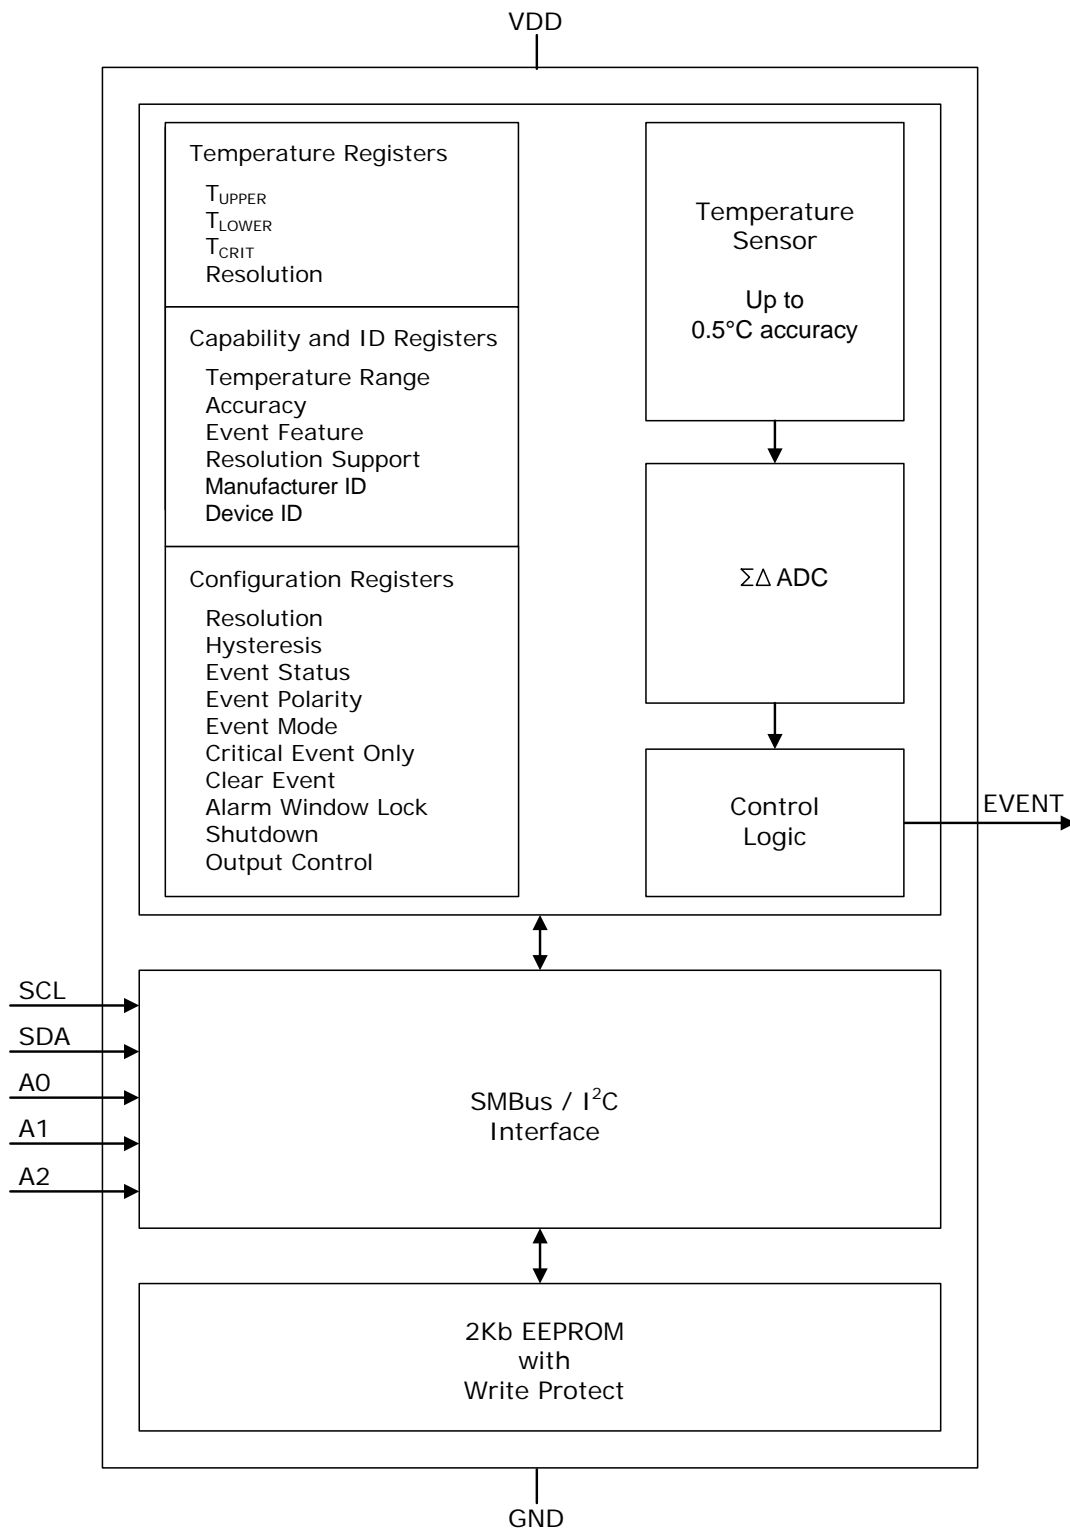 VDD
Temperature Registers
TUPPER
TLOWER
TCRIT
Resolution
Capability and ID Registers
Temperature Range
Accuracy
Event Feature
Resolution Support
Manufacturer ID
Device ID
Configuration Registers
Resolution
Hysteresis
Event Status
Event Polarity
Event Mode
Critical Event Only
Clear Event
Alarm Window Lock
Shutdown
Output Control
Temperature
Sensor
Up to
0.5°C accuracy
ΣΔ ADC
Control
Logic
EVENT
SCL
SDA
A0
A1
A2
SMBus / I²C
Interface
2Kb EEPROM
with
Write Protect
GND